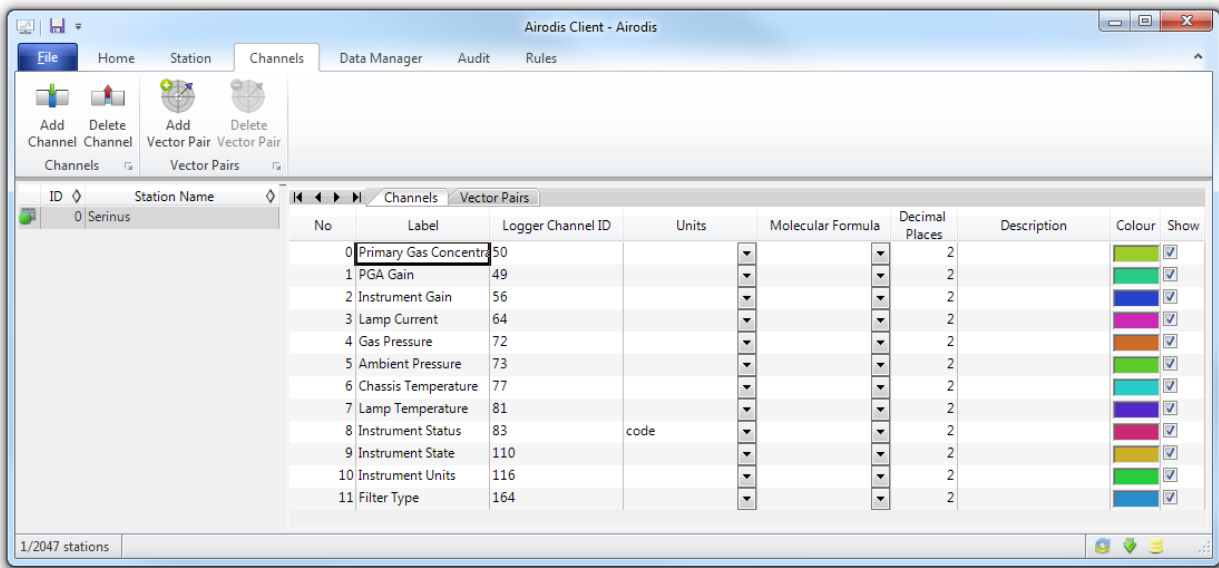 Airodis Client - Airodis
File Home Station Channels Data Manager Audit Rules
Add Channel Delete Channel Add Vector Pair Delete Vector Pair
Channels Vector Pairs
ID Station Name
0 Serinus
Channels Vector Pairs
No Label Logger Channel ID Units Molecular Formula Decimal Places Description Colour Show
0 Primary Gas Concentra 50 2
1 PGA Gain 49 2
2 Instrument Gain 56 2
3 Lamp Current 64 2
4 Gas Pressure 72 2
5 Ambient Pressure 73 2
6 Chassis Temperature 77 2
7 Lamp Temperature 81 2
8 Instrument Status 83 code 2
9 Instrument State 110 2
10 Instrument Units 116 2
11 Filter Type 164 2
1/2047 stations